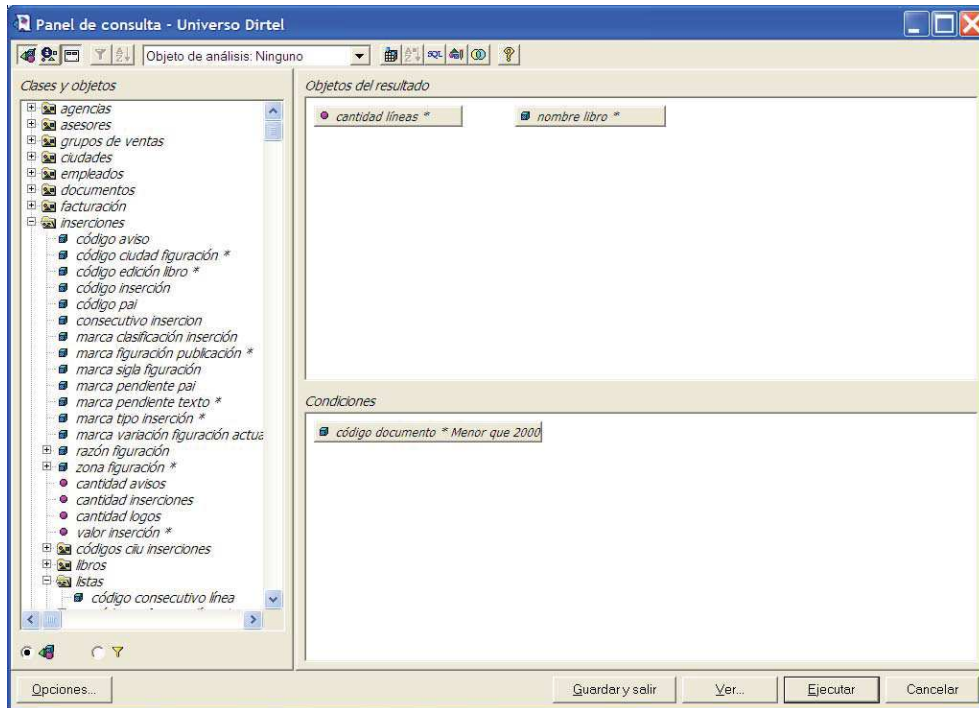 Panel de consulta - Universo Dirtel
Objeto de análisis: Ninguno
SQL
Clases y objetos
agencias
asesores
grupos de ventas
ciudades
empleados
documentos
facturación
inserciones
código aviso
código ciudad figuración *
código edición libro *
código inserción
código pai
consecutivo insercion
marca clasificación inserción
marca figuración publicación *
marca sigla figuración
marca pendiente pai
marca pendiente texto *
marca tipo inserción *
marca variación figuración actua
razón figuración
zona figuración *
cantidad avisos
cantidad inserciones
cantidad logos
valor inserción *
códigos ciiu inserciones
libros
listas
código consecutivo línea
Objetos del resultado
cantidad líneas *
nombre libro *
Condiciones
código documento * Menor que 2000
Opciones...
Guardar y salir
Ver...
Ejecutar
Cancelar